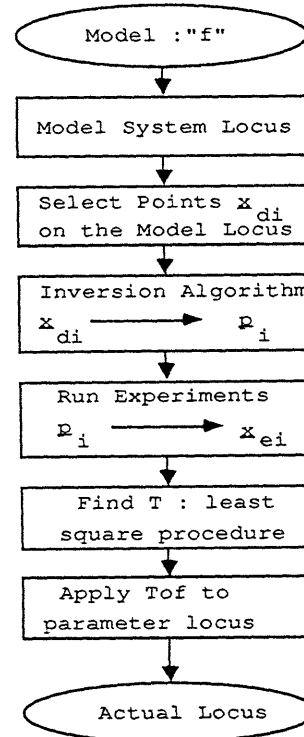 Model :"f"
Model System Locus
Select Points x di
on the Model Locus
Inversion Algorithm
x di p i
Run Experiments
p i x ei
Find T : least
square procedure
Apply Tof to
parameter locus
Actual Locus